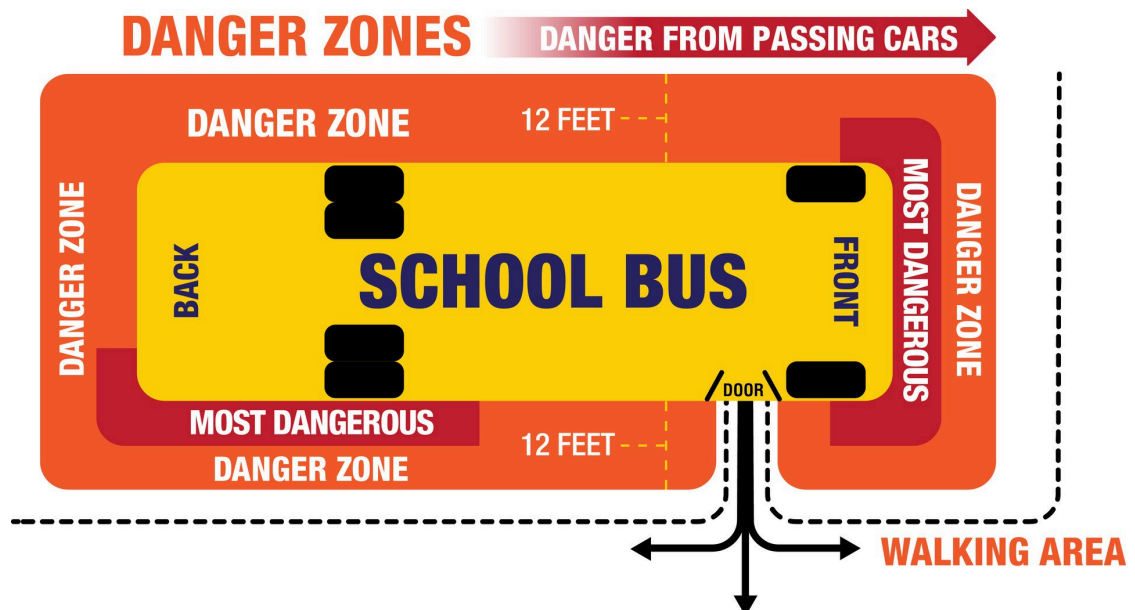 DANGER ZONES
DANGER FROM PASSING CARS
DANGER ZONE
12 FEET
DANGER ZONE
BACK
SCHOOL BUS
FRONT
MOST DANGEROUS
DANGER ZONE
DOOR
MOST DANGEROUS
12 FEET
DANGER ZONE
WALKING AREA